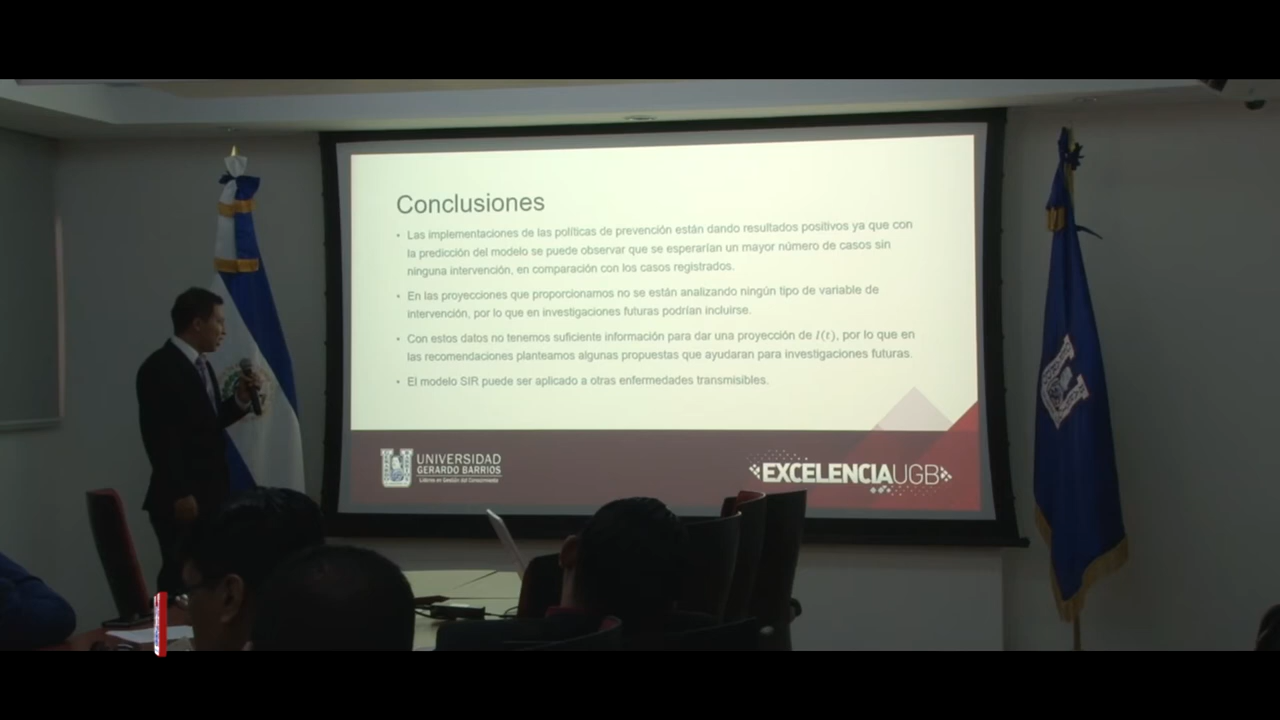 Conclusiones
• Las implementaciones de las políticas de prevención están dando resultados positivos ya que con
la predicción del modelo se puede observar que se esperarían un mayor número de casos sin
ninguna intervención, en comparación con los casos registrados.
• En las proyecciones que proporcionamos no se están analizando ningún tipo de variable de
intervención, por lo que en investigaciones futuras podrían incluirse.
• Con estos datos no tenemos suficiente información para dar una proyección de I(t), por lo que en
las recomendaciones planteamos algunas propuestas que ayudaran para investigaciones futuras.
• El modelo SIR puede ser aplicado a otras enfermedades transmisibles.
UNIVERSIDAD
GERARDO BARRIOS
Líderes en Gestión del Conocimiento
EXCELENCIAUGB